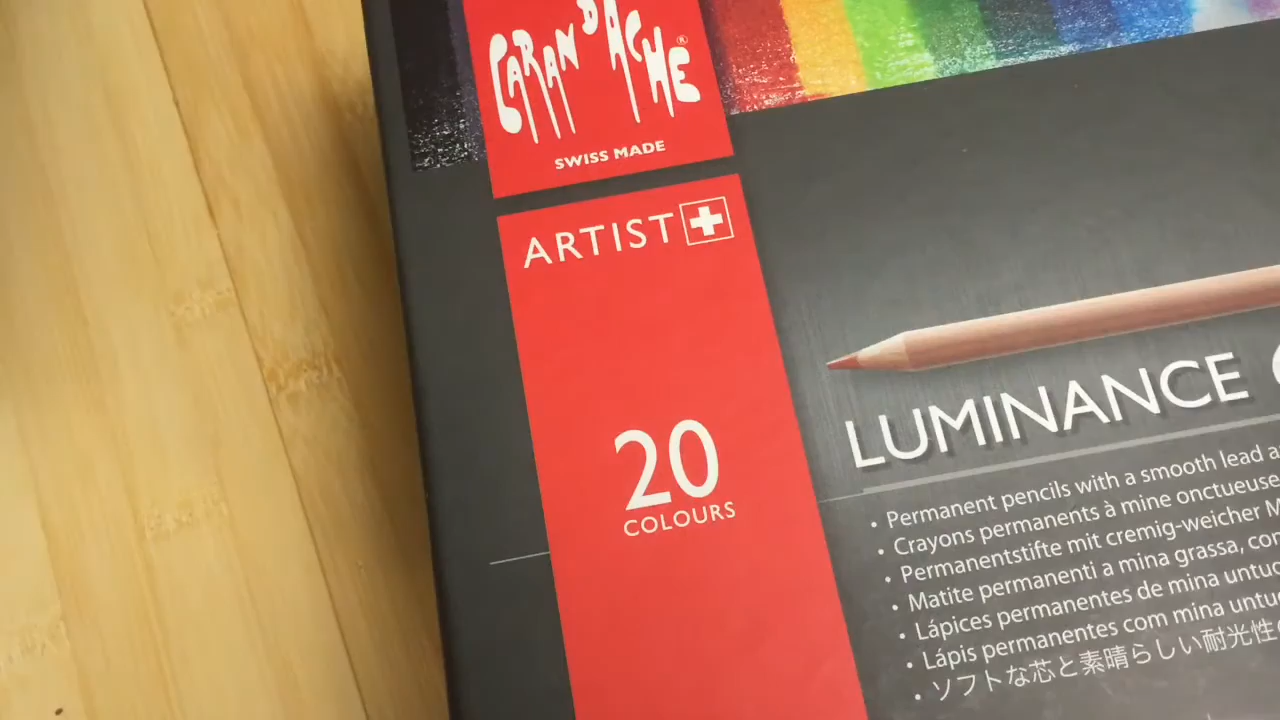 CARAN D'ACHE®
SWISS MADE
ARTIST
20
COLOURS
LUMINANCE
• Permanent pencils with a smooth lead
• Crayons permanents à mine onctueuse
• Permanentstifte mit cremig-weicher
• Matite permanenti a mina grassa,
• Lápices permanentes de mina
• Lápis permanentes com mina
• ソフトな芯と素晴らしい耐光性